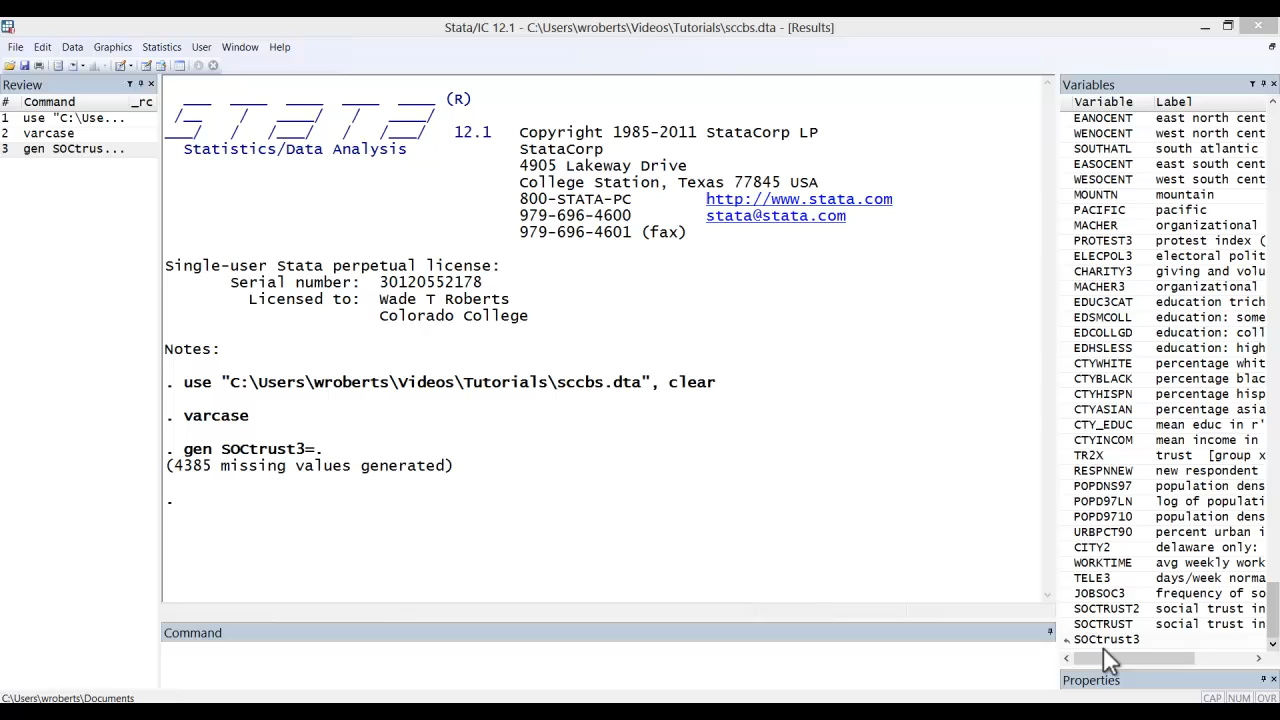 Stata/IC 12.1 - C:\Users\wroberts\Videos\Tutorials\sccbs.dta - [Results]
File Edit Data Graphics Statistics User Window Help
Review
# Command _rc
1 use "C:\Use...
2 varcase
3 gen SOCtrus...
(R)
12.1 Copyright 1985-2011 StataCorp LP
Statistics/Data Analysis StataCorp
4905 Lakeway Drive
College Station, Texas 77845 USA
800-STATA-PC http://www.stata.com
979-696-4600 stata@stata.com
979-696-4601 (fax)
Single-user Stata perpetual license:
Serial number: 30120552178
Licensed to: Wade T Roberts
Colorado College
Notes:
. use "C:\Users\wroberts\Videos\Tutorials\sccbs.dta", clear
. varcase
. gen SOCtrust3=.
(4385 missing values generated)
.
Command
Variables
Variable Label
EANOCENT east north cent
WENOCENT west north cent
SOUTHATL south atlantic
EASOCENT east south cent
WESOCENT west south cent
MOUNTN mountain
PACIFIC pacific
MACHER organizational
PROTEST3 protest index (
ELECPOL3 electoral polit
CHARITY3 giving and volu
MACHER3 organizational
EDUC3CAT education trich
EDSMCOLL education: some
EDCOLLGD education: coll
EDHSLESS education: high
CTYWHITE percentage whit
CTYBLACK percentage blac
CTYHISPN percentage hisp
CTYASIAN percentage asia
CTY_EDUC mean educ in r'
CTYINCOM mean income in
TR2X trust [group x
RESPNNEW new respondent
POPDNS97 population dens
POPD97LN log of populati
POPD9710 population dens
URBPCT90 percent urban i
CITY2 delaware only:
WORKTIME avg weekly work
TELE3 days/week norma
JOBSOC3 frequency of so
SOCTRUST2 social trust in
SOCTRUST social trust in
SOCtrust3
Properties
C:\Users\wroberts\Documents
CAP NUM OVR